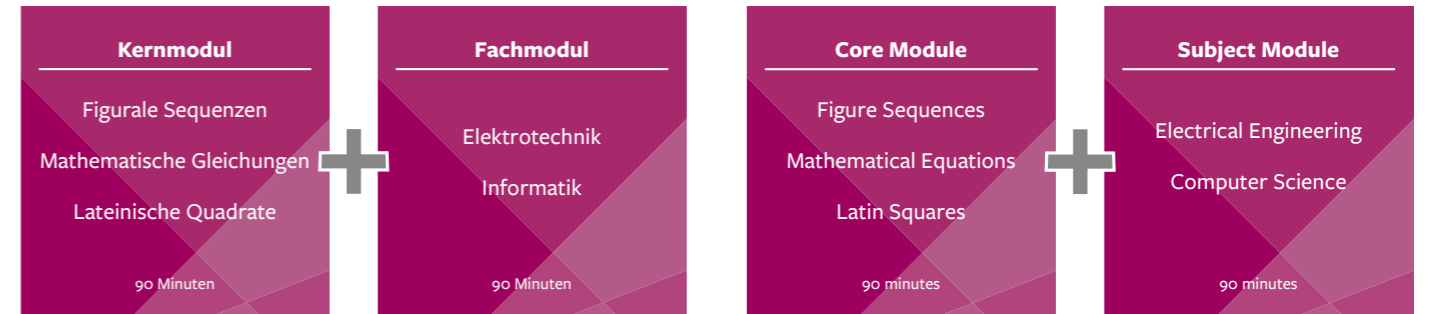 Kernmodul
Figurale Sequenzen
Mathematische Gleichungen
Lateinische Quadrate
90 Minuten
Fachmodul
Elektrotechnik
Informatik
90 Minuten
Core Module
Figure Sequences
Mathematical Equations
Latin Squares
90 minutes
Subject Module
Electrical Engineering
Computer Science
90 minutes